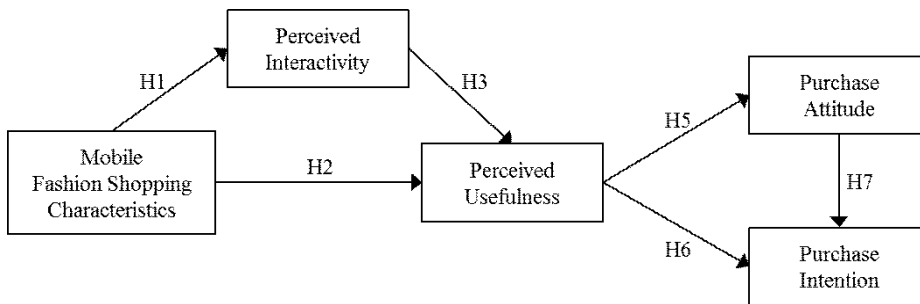 Perceived
Interactivity
H1
H3
Mobile
Fashion Shopping
Characteristics
H2
Perceived
Usefulness
H5
H6
Purchase
Attitude
H7
Purchase
Intention